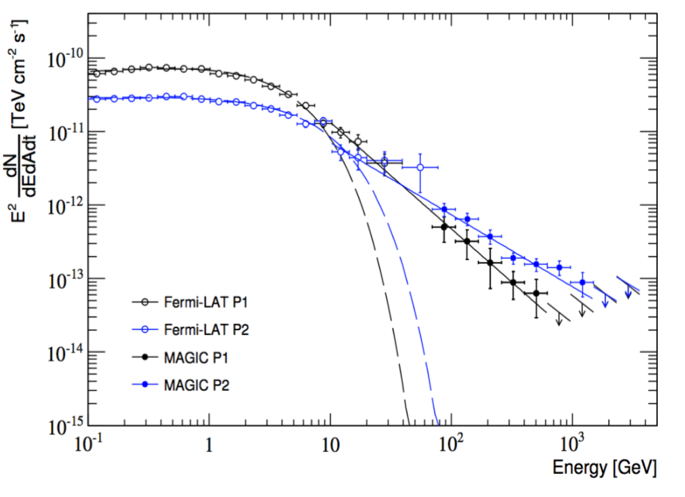 E² dN/dEdAdt [TeV cm⁻² s⁻¹]
10⁻¹⁰
10⁻¹¹
10⁻¹²
10⁻¹³
10⁻¹⁴
10⁻¹⁵
Fermi-LAT P1
Fermi-LAT P2
MAGIC P1
MAGIC P2
10⁻¹ 1 10 10² 10³
Energy [GeV]